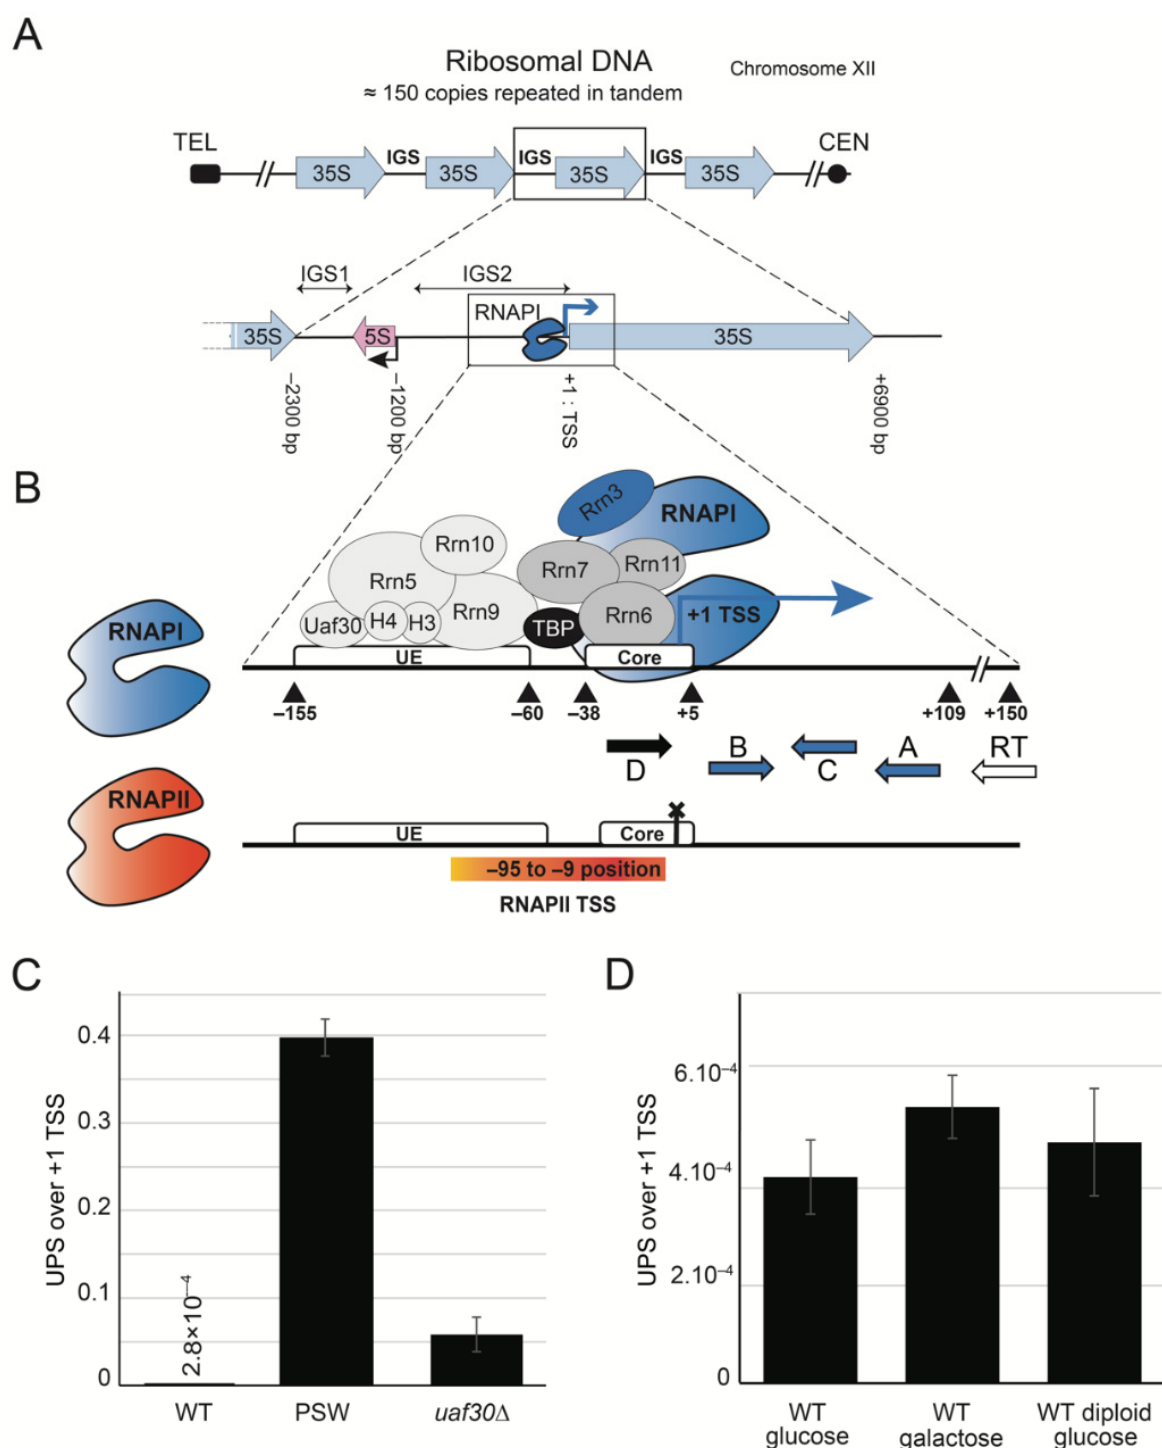 A
Ribosomal DNA
Chromosome XII
≈ 150 copies repeated in tandem
TEL
CEN
35S
IGS
35S
IGS
35S
IGS
35S
IGS1
IGS2
RNAPI
35S
5S
35S
–2300 bp
–1200 bp
+1 : TSS
+6900 bp
B
Rrn3
RNAPI
Rrn10
Rrn7
Rrn11
Rrn5
Uaf30
H4
H3
Rrn9
TBP
Rrn6
+1 TSS
RNAPI
UE
Core
–155
–60
–38
+5
+109
+150
D
B
C
A
RT
RNAPII
UE
Core
–95 to –9 position
RNAPII TSS
C
UPS over +1 TSS
0.4
0.3
0.2
0.1
0
2.8×10–4
WT
PSW
uaf30Δ
D
UPS over +1 TSS
6.10–4
4.10–4
2.10–4
0
WT
glucose
WT
galactose
WT diploid
glucose